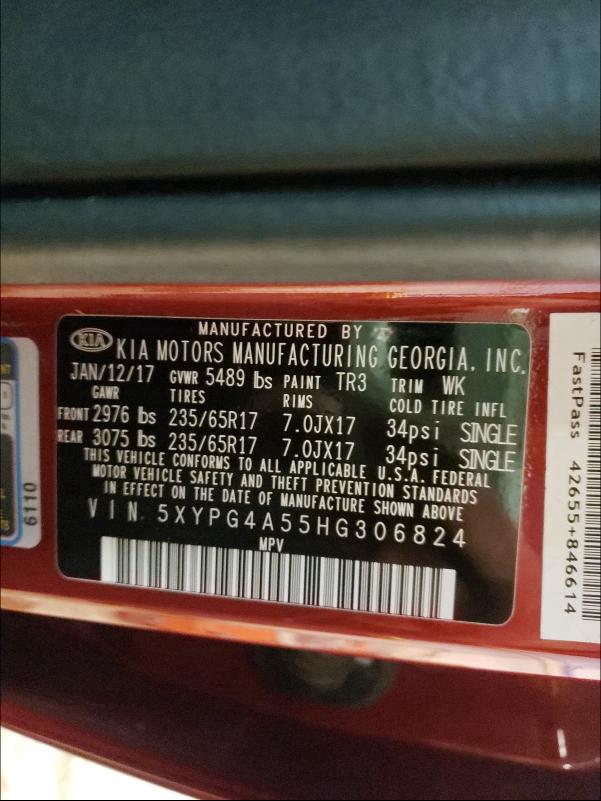 MANUFACTURED BY
KIA KIA MOTORS MANUFACTURING GEORGIA, INC.
JAN/12/17 GVWR 5489 lbs PAINT TR3 TRIM WK
GAWR TIRES RIMS COLD TIRE INFL
FRONT 2976 lbs 235/65R17 7.0JX17 34psi SINGLE
REAR 3075 lbs 235/65R17 7.0JX17 34psi SINGLE
THIS VEHICLE CONFORMS TO ALL APPLICABLE U.S.A. FEDERAL
MOTOR VEHICLE SAFETY AND THEFT PREVENTION STANDARDS
IN EFFECT ON THE DATE OF MANUFACTURE SHOWN ABOVE
VIN 5XYPG4A55HG306824
MPV
6110
FastPass 42655+846614